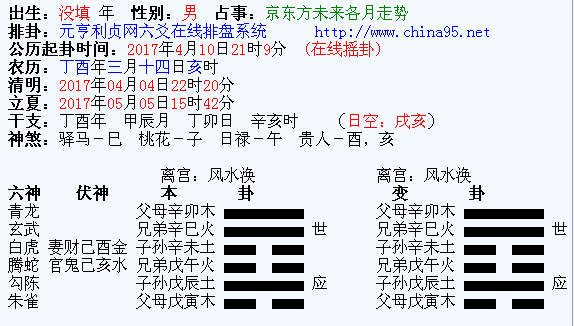 出生：没填 年  性别：男  占事：京东方未来各月走势
排卦：元亨利贞网六爻在线排盘系统  http://www.china95.net
公历起卦时间：2017年4月10日21时9分 (在线摇卦)
农历：丁酉年三月十四日亥时
清明：2017年04月04日22时20分
立夏：2017年05月05日15时42分
干支：丁酉年 甲辰月 丁卯日 辛亥时 (日空：戌亥)
神煞：驿马－巳 桃花－子 日禄－午 贵人－酉，亥
离宫：风水涣 离宫：风水涣
六神 伏神 本 卦 变 卦
青龙 父母辛卯木 父母辛卯木
玄武 兄弟辛巳火 世 兄弟辛巳火 世
白虎 妻财己酉金 子孙辛未土 子孙辛未土
腾蛇 官鬼己亥水 兄弟戊午火 兄弟戊午火
勾陈 子孙戊辰土 应 子孙戊辰土 应
朱雀 父母戊寅木 父母戊寅木